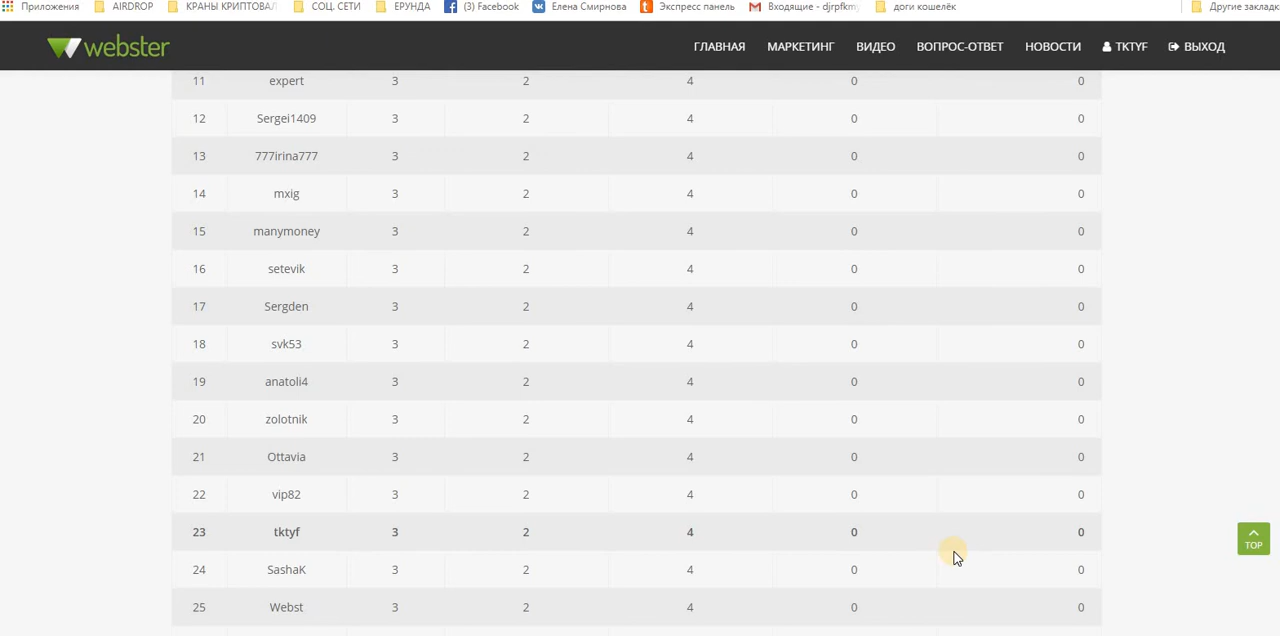 Приложения AIRDROP КРАНЫ КРИПТОВАЛ СОЦ. СЕТИ ЕРУНДА (3) Facebook Елена Смирнова Экспресс панель Входящие - djrpfkmy доги кошелёк Другие закладк
webster ГЛАВНАЯ МАРКЕТИНГ ВИДЕО ВОПРОС-ОТВЕТ НОВОСТИ TKTYF ВЫХОД
11 expert 3 2 4 0 0
12 Sergei1409 3 2 4 0 0
13 777irina777 3 2 4 0 0
14 mxig 3 2 4 0 0
15 manymoney 3 2 4 0 0
16 setevik 3 2 4 0 0
17 Sergden 3 2 4 0 0
18 svk53 3 2 4 0 0
19 anatoli4 3 2 4 0 0
20 zolotnik 3 2 4 0 0
21 Ottavia 3 2 4 0 0
22 vip82 3 2 4 0 0
23 tktyf 3 2 4 0 0
TOP
24 SashaK 3 2 4 0 0
25 Webst 3 2 4 0 0